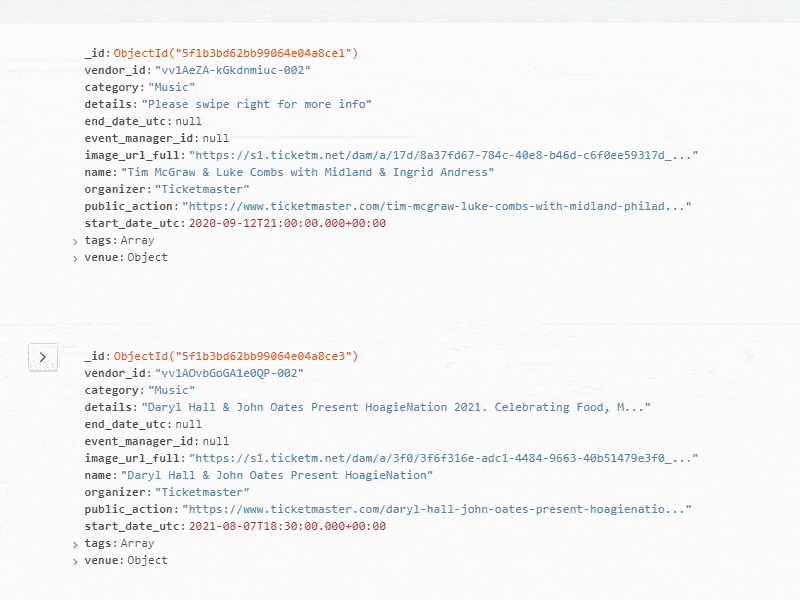 _id: ObjectId("5f1b3bd62bb99064e04a8ce1")
vendor_id: "vv1AeZA-kGkdnmiuc-002"
category: "Music"
details: "Please swipe right for more info"
end_date_utc: null
event_manager_id: null
image_url_full: "https://s1.ticketm.net/dam/a/17d/8a37fd67-784c-40e8-b46d-c6f0ee59317d_..."
name: "Tim McGraw & Luke Combs with Midland & Ingrid Andress"
organizer: "Ticketmaster"
public_action: "https://www.ticketmaster.com/tim-mcgraw-luke-combs-with-midland-philad..."
start_date_utc: 2020-09-12T21:00:00.000+00:00
> tags: Array
> venue: Object
> _id: ObjectId("5f1b3bd62bb99064e04a8ce3")
vendor_id: "vv1AOvbGoGA1e0QP-002"
category: "Music"
details: "Daryl Hall & John Oates Present HoagieNation 2021. Celebrating Food, M..."
end_date_utc: null
event_manager_id: null
image_url_full: "https://s1.ticketm.net/dam/a/3f0/3f6f316e-adc1-4484-9663-40b51479e3f0_..."
name: "Daryl Hall & John Oates Present HoagieNation"
organizer: "Ticketmaster"
public_action: "https://www.ticketmaster.com/daryl-hall-john-oates-present-hoagienatio..."
start_date_utc: 2021-08-07T18:30:00.000+00:00
> tags: Array
> venue: Object